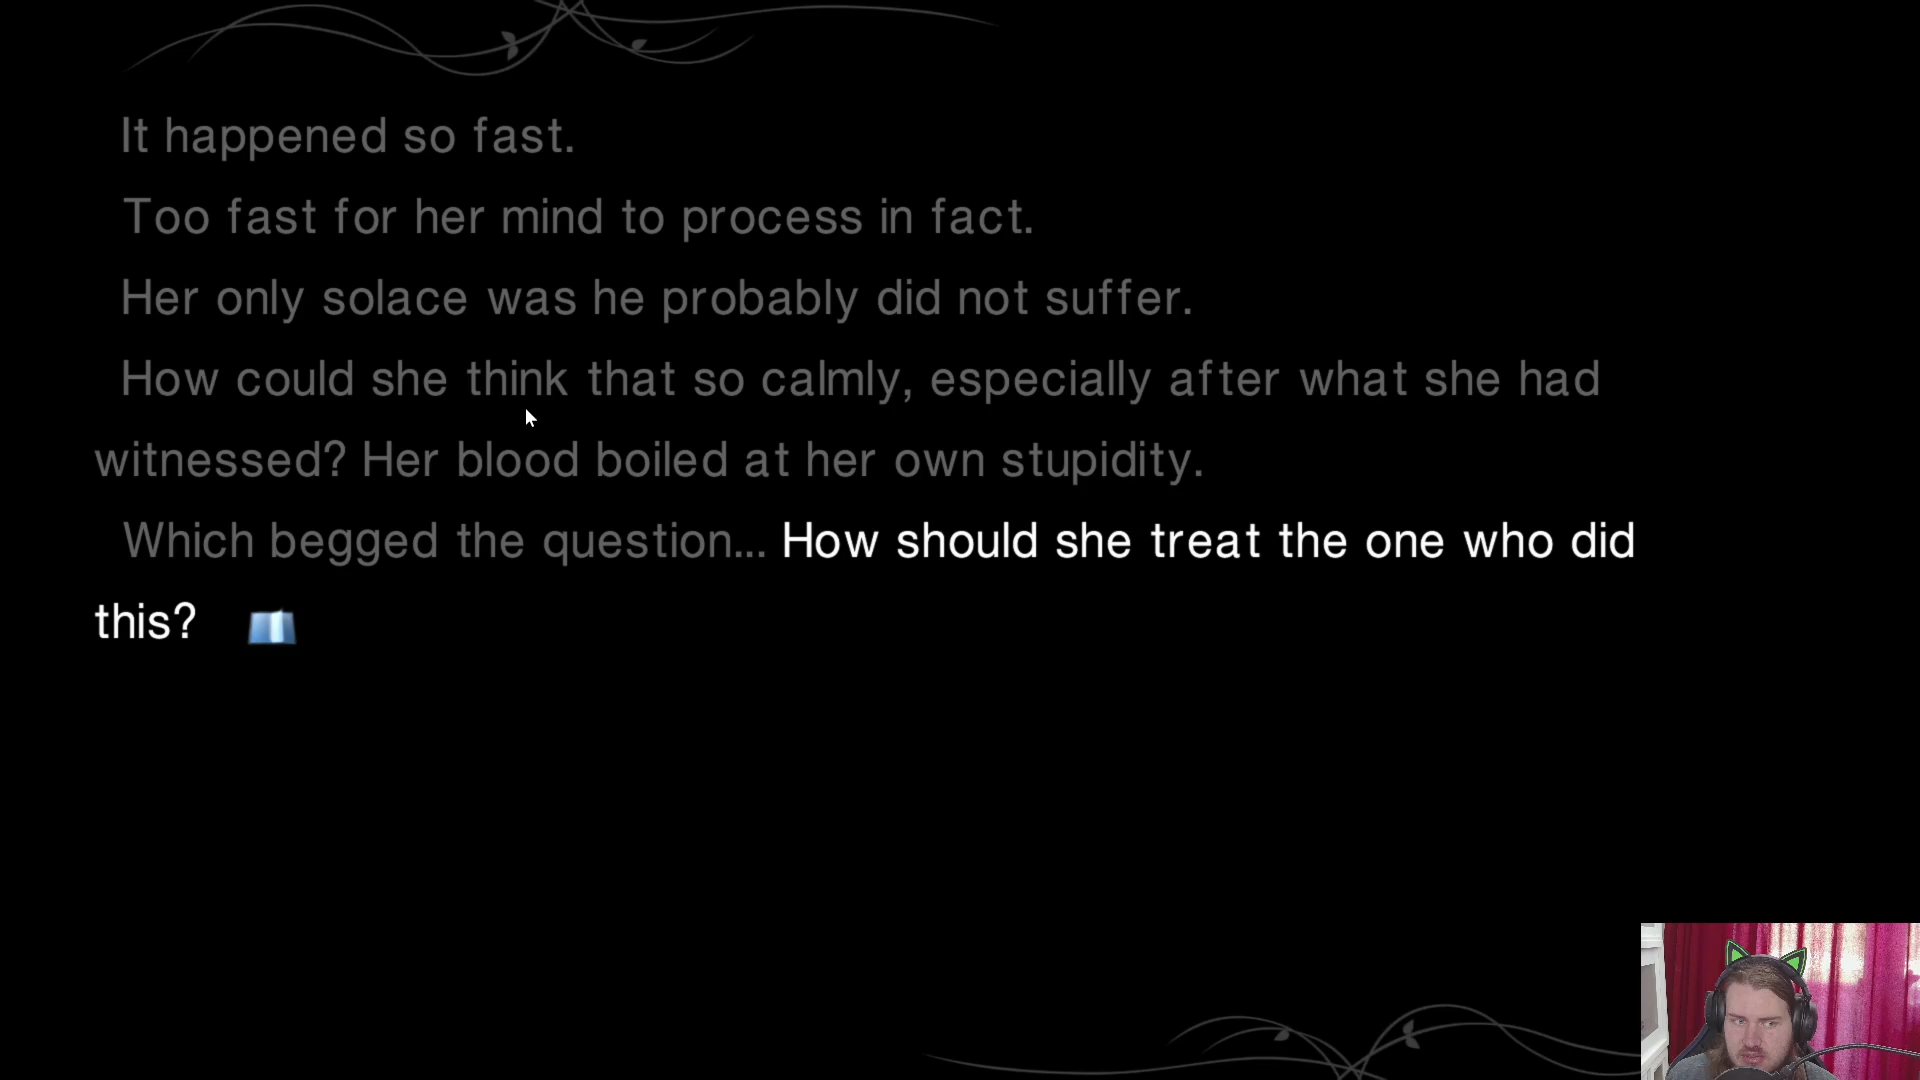 It happened so fast.
Too fast for her mind to process in fact.
Her only solace was he probably did not suffer.
How could she think that so calmly, especially after what she had
witnessed? Her blood boiled at her own stupidity.
Which begged the question... How should she treat the one who did
this?